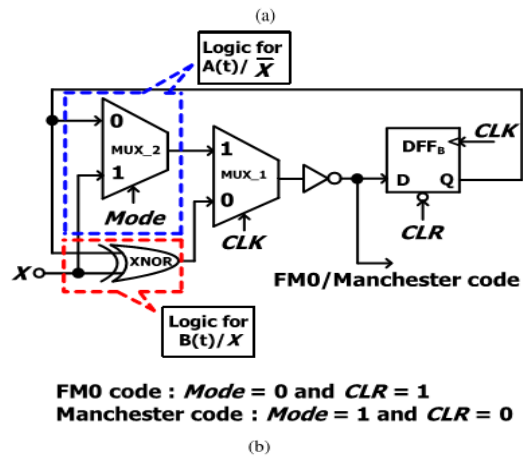 (a)
Logic for
A(t)/ X̅
0
MUX_2
1
Mode
1
MUX_1
0
CLK
DFFB
CLK
D Q
CLR
X
XNOR
FM0/Manchester code
Logic for
B(t)/X
FM0 code : Mode = 0 and CLR = 1
Manchester code : Mode = 1 and CLR = 0
(b)